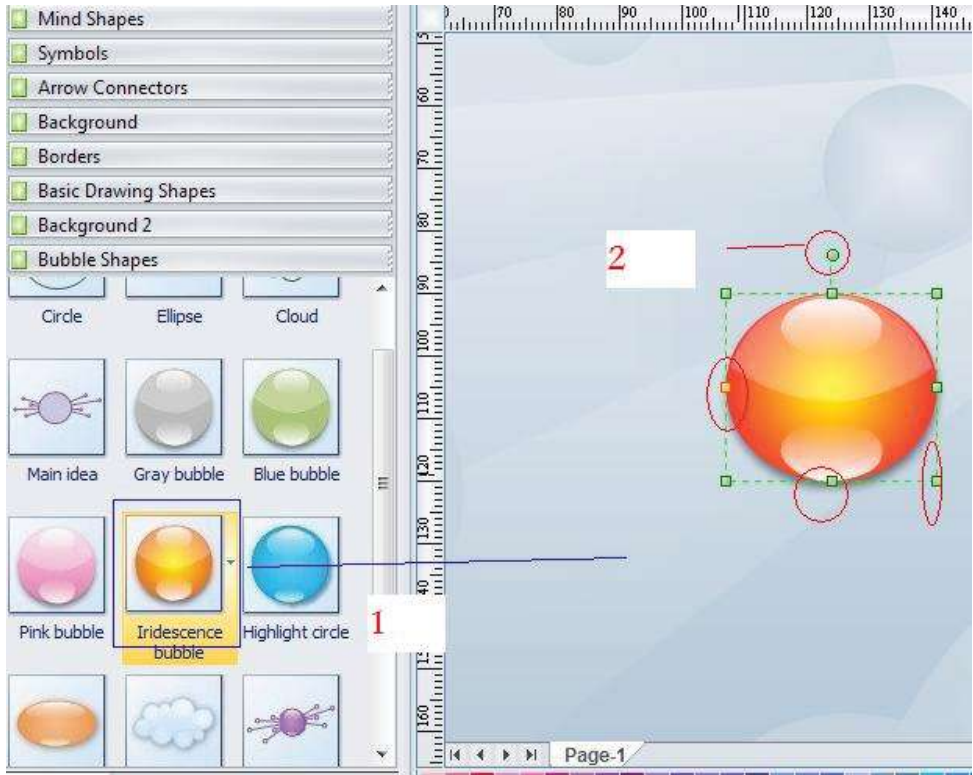 Mind Shapes
Symbols
Arrow Connectors
Background
Borders
Basic Drawing Shapes
Background 2
Bubble Shapes
Circle Ellipse Cloud
Main idea Gray bubble Blue bubble
Pink bubble Iridescence bubble Highlight circle
1
70 80 90 100 110 120 130 140
60
70
80
90
100
110
120
130
40
160
2
Page-1